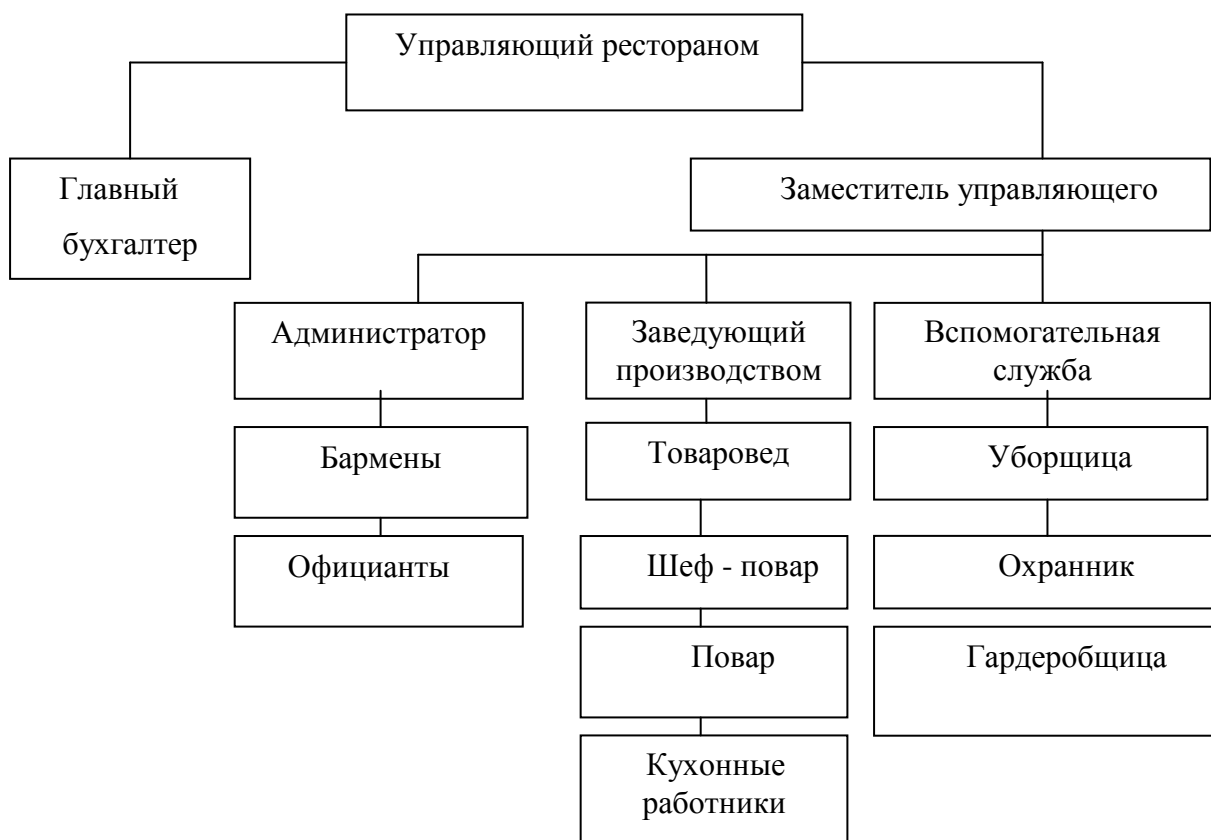 Управляющий рестораном
Главный
бухгалтер
Заместитель управляющего
Администратор
Заведующий
производством
Вспомогательная
служба
Бармены
Товаровед
Уборщица
Официанты
Шеф - повар
Охранник
Повар
Гардеробщица
Кухонные
работники